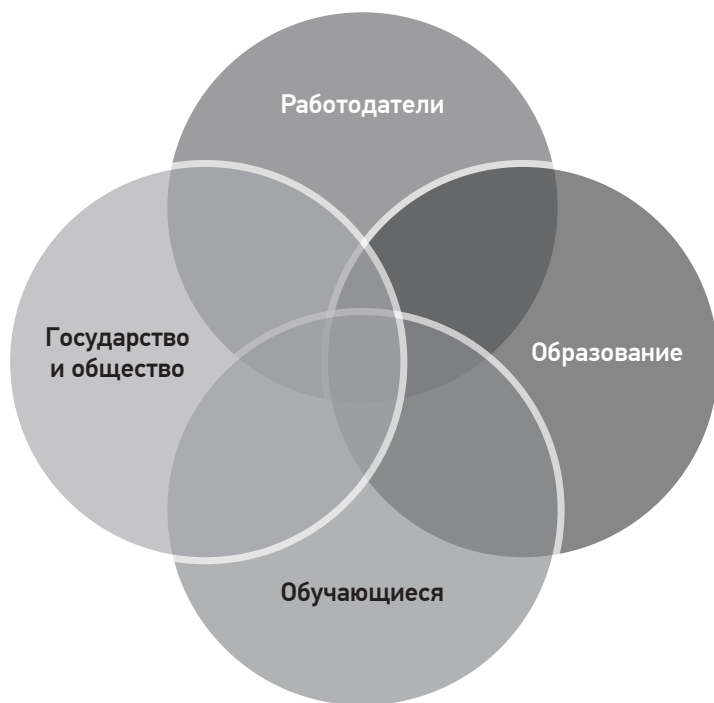 Работодатели
Государство
и общество
Образование
Обучающиеся